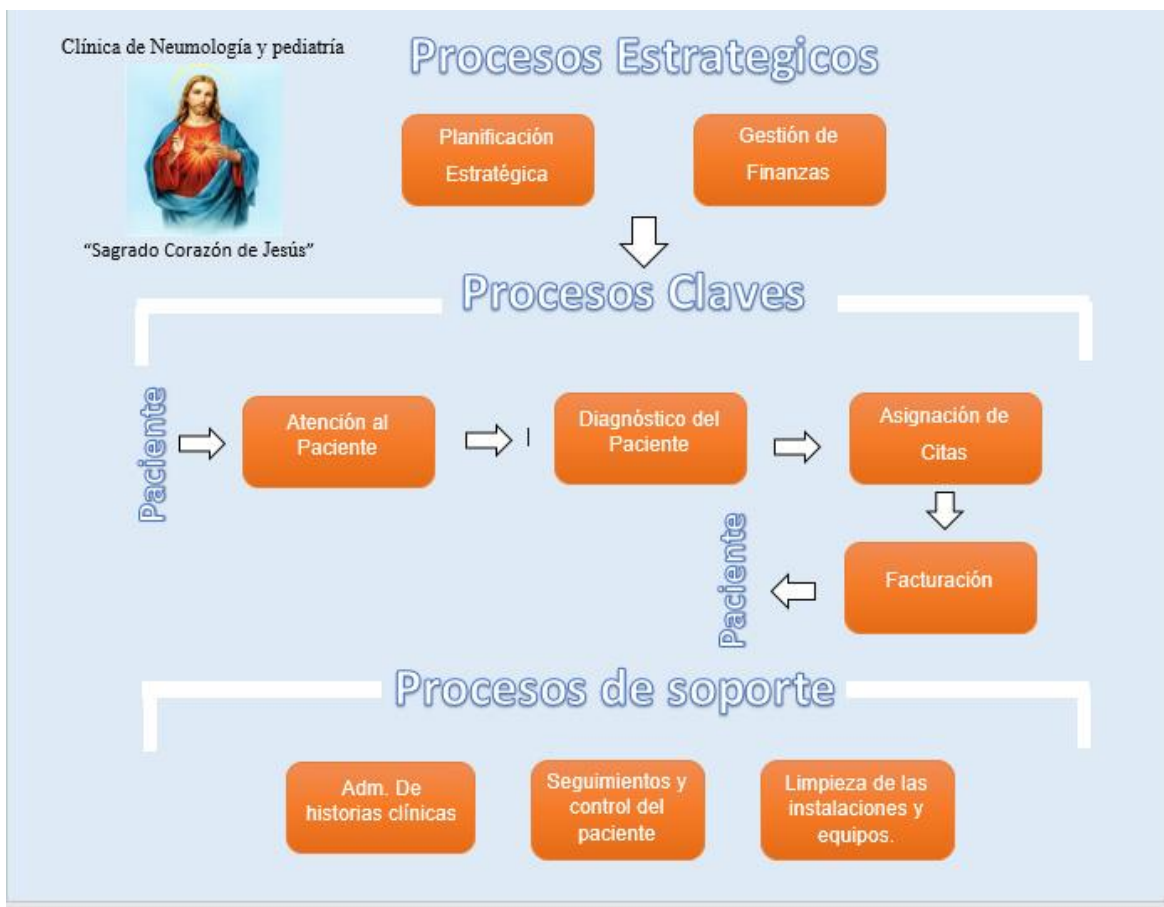 Clínica de Neumología y pediatría
“Sagrado Corazón de Jesús”
Procesos Estrategicos
Planificación
Estratégica
Gestión de
Finanzas
Procesos Claves
Paciente
Atención al
Paciente
Diagnóstico del
Paciente
Asignación de
Citas
Facturación
Paciente
Procesos de soporte
Adm. De
historias clínicas
Seguimientos y
control del
paciente
Limpieza de las
instalaciones y
equipos.